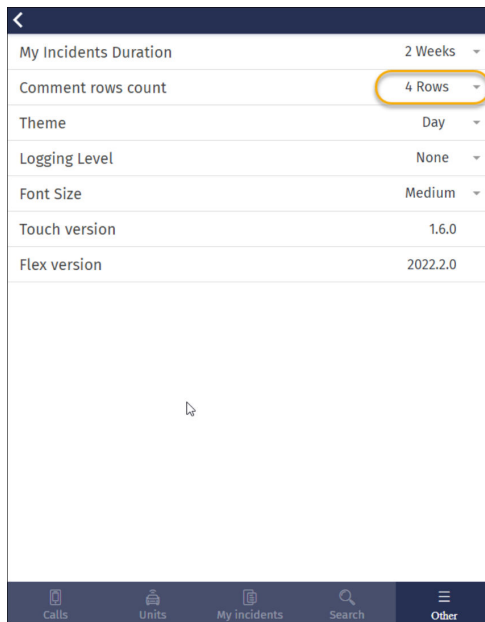 My Incidents Duration 2 Weeks
Comment rows count 4 Rows
Theme Day
Logging Level None
Font Size Medium
Touch version 1.6.0
Flex version 2022.2.0
Calls Units My incidents Search Other